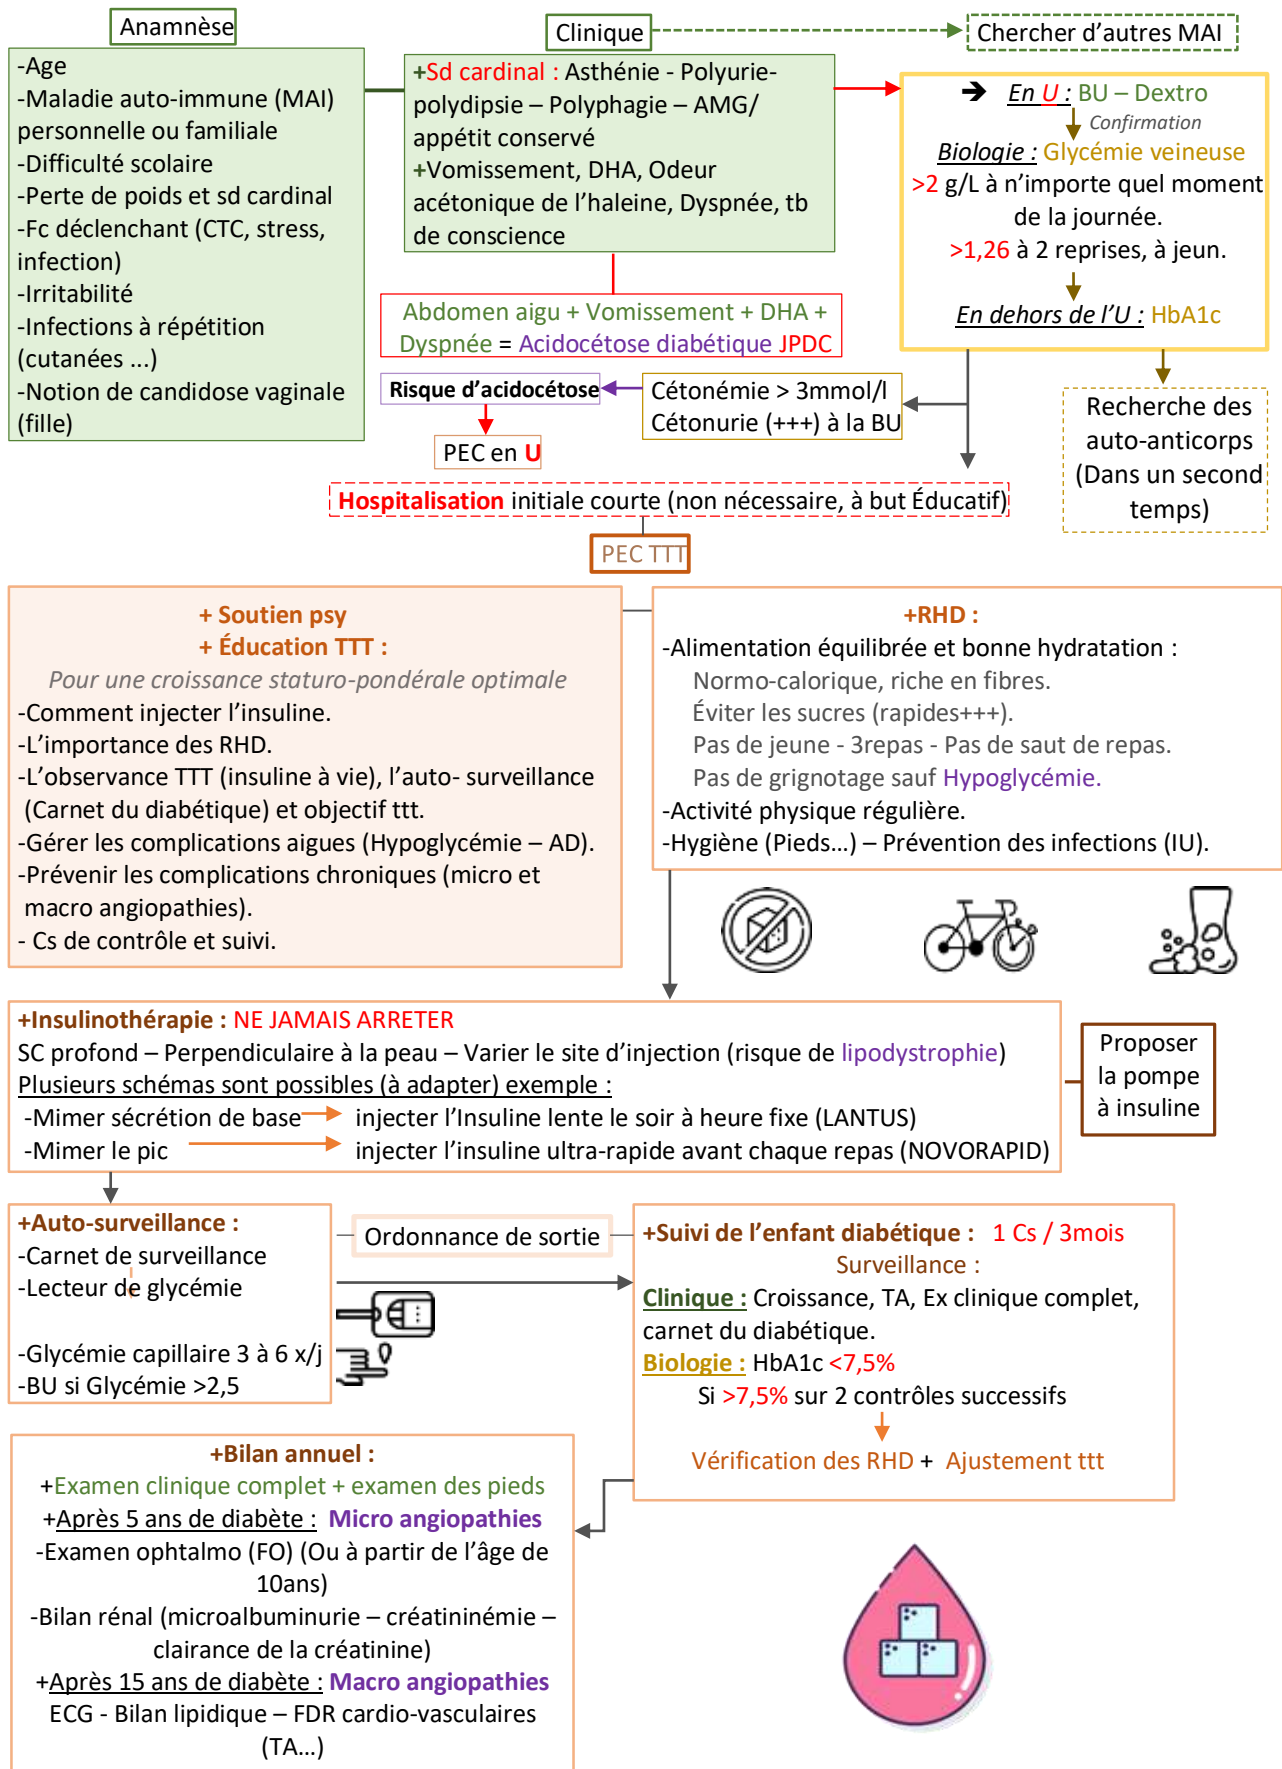 Anamnèse
-Age
-Maladie auto-immune (MAI)
personnelle ou familiale
-Difficulté scolaire
-Perte de poids et sd cardinal
-Fc déclenchant (CTC, stress,
infection)
-Irritabilité
-Infections à répétition
(cutanées ...)
-Notion de candidose vaginale
(fille)
Clinique
+Sd cardinal : Asthénie - Polyurie-
polydipsie – Polyphagie – AMG/
appétit conservé
+Vomissement, DHA, Odeur
acétonique de l’haleine, Dyspnée, tb
de conscience
Chercher d’autres MAI
➔ En U : BU – Dextro
Confirmation
Biologie : Glycémie veineuse
>2 g/L à n’importe quel moment
de la journée.
>1,26 à 2 reprises, à jeun.
En dehors de l’U : HbA1c
Abdomen aigu + Vomissement + DHA +
Dyspnée = Acidocétose diabétique JPDC
Risque d’acidocétose
Cétonémie > 3mmol/l
Cétonurie (+++) à la BU
PEC en U
Recherche des
auto-anticorps
(Dans un second
temps)
Hospitalisation initiale courte (non nécessaire, à but Éducatif)
PEC TTT
+ Soutien psy
+ Éducation TTT :
Pour une croissance staturo-pondérale optimale
-Comment injecter l’insuline.
-L’importance des RHD.
-L’observance TTT (insuline à vie), l’auto- surveillance
(Carnet du diabétique) et objectif ttt.
-Gérer les complications aigues (Hypoglycémie – AD).
-Prévenir les complications chroniques (micro et
macro angiopathies).
- Cs de contrôle et suivi.
+RHD :
-Alimentation équilibrée et bonne hydratation :
Normo-calorique, riche en fibres.
Éviter les sucres (rapides+++).
Pas de jeune - 3repas - Pas de saut de repas.
Pas de grignotage sauf Hypoglycémie.
-Activité physique régulière.
-Hygiène (Pieds…) – Prévention des infections (IU).
+Insulinothérapie : NE JAMAIS ARRETER
SC profond – Perpendiculaire à la peau – Varier le site d’injection (risque de lipodystrophie)
Plusieurs schémas sont possibles (à adapter) exemple :
-Mimer sécrétion de base injecter l’Insuline lente le soir à heure fixe (LANTUS)
-Mimer le pic injecter l’insuline ultra-rapide avant chaque repas (NOVORAPID)
Proposer
la pompe
à insuline
+Auto-surveillance :
-Carnet de surveillance
-Lecteur de glycémie
-Glycémie capillaire 3 à 6 x/j
-BU si Glycémie >2,5
Ordonnance de sortie
+Suivi de l’enfant diabétique : 1 Cs / 3mois
Surveillance :
Clinique : Croissance, TA, Ex clinique complet,
carnet du diabétique.
Biologie : HbA1c <7,5%
Si >7,5% sur 2 contrôles successifs
Vérification des RHD + Ajustement ttt
+Bilan annuel :
+Examen clinique complet + examen des pieds
+Après 5 ans de diabète : Micro angiopathies
-Examen ophtalmo (FO) (Ou à partir de l’âge de
10ans)
-Bilan rénal (microalbuminurie – créatininémie –
clairance de la créatinine)
+Après 15 ans de diabète : Macro angiopathies
ECG - Bilan lipidique – FDR cardio-vasculaires
(TA…)